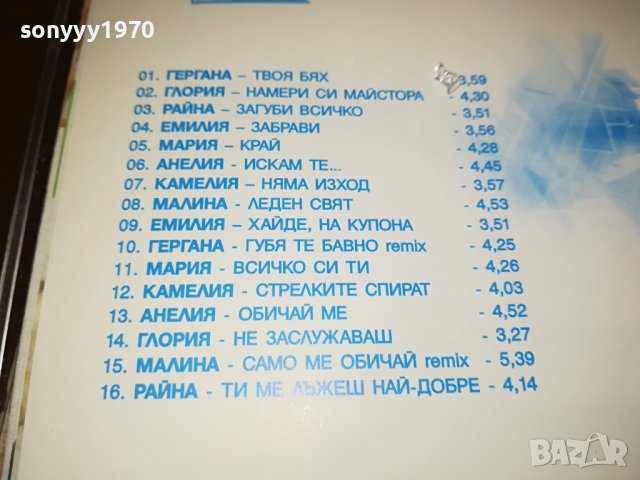 sonyyy1970
01. ГЕРГАНА – ТВОЯ БЯХ - 3,59
02. ГЛОРИЯ – НАМЕРИ СИ МАЙСТОРА - 4,30
03. РАЙНА – ЗАГУБИ ВСИЧКО - 3,51
04. ЕМИЛИЯ – ЗАБРАВИ - 3,56
05. МАРИЯ – КРАЙ - 4,28
06. АНЕЛИЯ - ИСКАМ ТЕ... - 4,45
07. КАМЕЛИЯ – НЯМА ИЗХОД - 3,57
08. МАЛИНА - ЛЕДЕН СВЯТ - 4,53
09. ЕМИЛИЯ - ХАЙДЕ, НА КУПОНА - 3,51
10. ГЕРГАНА - ГУБЯ ТЕ БАВНО remix - 4,25
11. МАРИЯ - ВСИЧКО СИ ТИ - 4,26
12. КАМЕЛИЯ - СТРЕЛКИТЕ СПИРАТ - 4,03
13. АНЕЛИЯ - ОБИЧАЙ МЕ - 4,52
14. ГЛОРИЯ - НЕ ЗАСЛУЖАВАШ - 3,27
15. МАЛИНА - САМО МЕ ОБИЧАЙ remix - 5,39
16. РАЙНА - ТИ МЕ ЛЪЖЕШ НАЙ-ДОБРЕ - 4,14
BAZAR